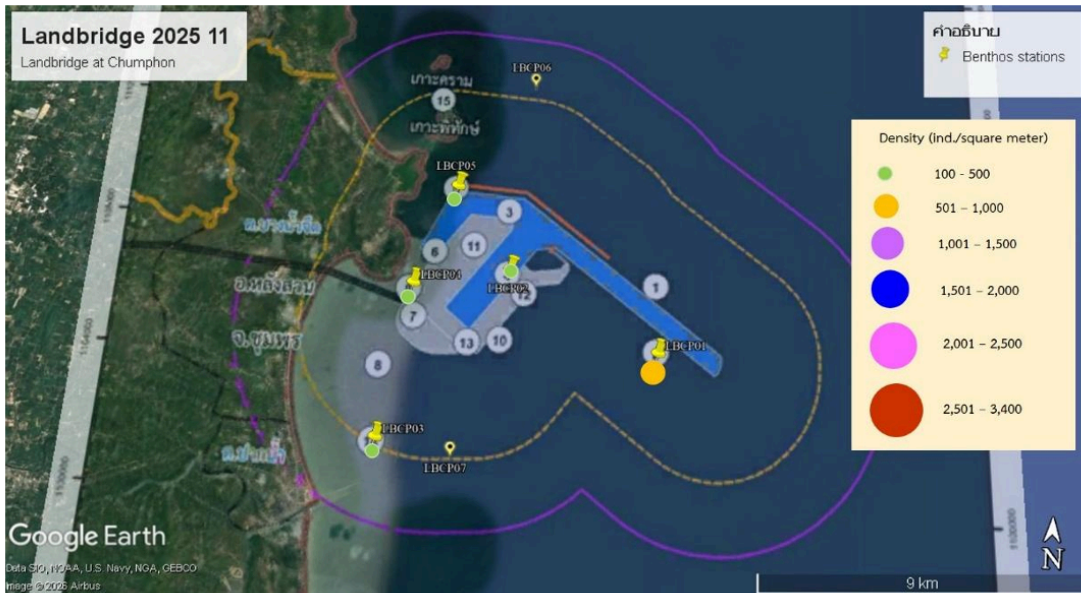 Landbridge 2025 11
Landbridge at Chumphon
คำอธิบาย
Benthos stations
Density (ind./square meter)
100 - 500
501 – 1,000
1,001 – 1,500
1,501 – 2,000
2,001 – 2,500
2,501 – 3,400
เกาะคราม
LBCP06
15
เกาะพิทักษ์
LBCP05
3
ต.บางน้ำจืด
6
11
LBCP04
LBCP02
อ.หลังสวน
12
1
7
จ.ชุมพร
13
10
LBCP01
8
LBCP03
ต.ปากน้ำ
LBCP07
Google Earth
Data SIO, NOAA, U.S. Navy, NGA, GEBCO
Image © 2026 Airbus
9 km
N